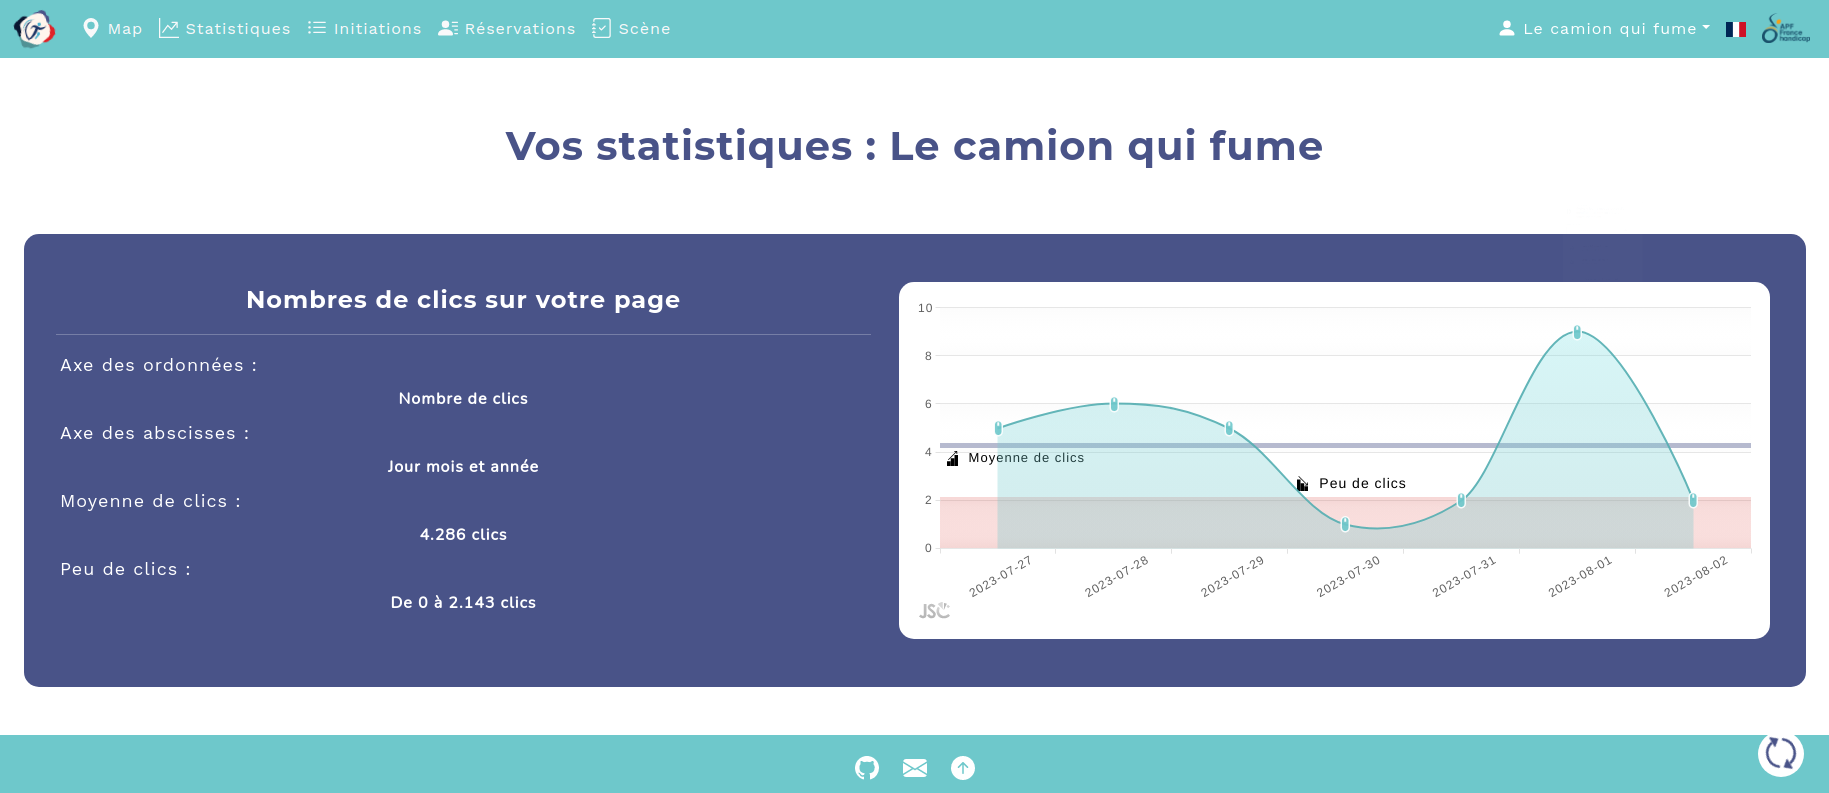 Map Statistiques Initiations Réservations Scène Le camion qui fume APF France handicap
Vos statistiques : Le camion qui fume
Nombres de clics sur votre page
Axe des ordonnées :
Nombre de clics
Axe des abscisses :
Jour mois et année
Moyenne de clics :
4.286 clics
Peu de clics :
De 0 à 2.143 clics
10
8
6
4
2
0
Moyenne de clics
Peu de clics
2023-07-27 2023-07-28 2023-07-29 2023-07-30 2023-07-31 2023-08-01 2023-08-02
JSC